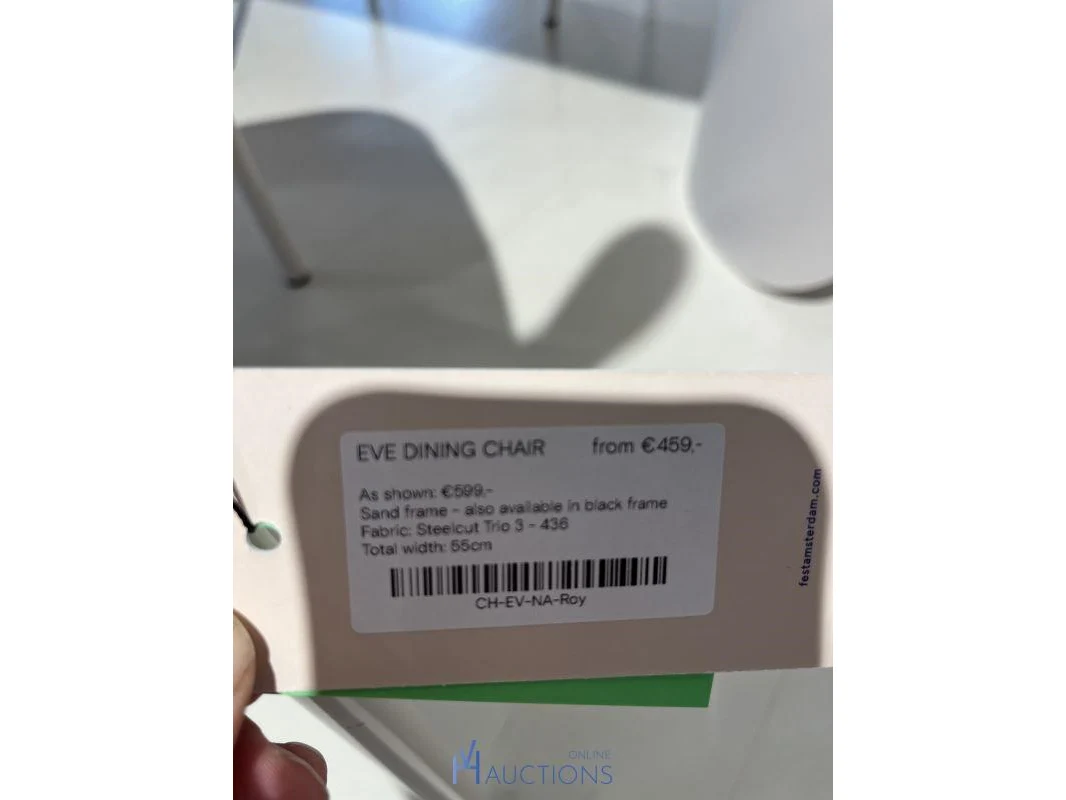 EVE DINING CHAIR from €459,-
As shown: €599,-
Sand frame - also available in black frame
Fabric: Steelcut Trio 3 - 436
Total width: 55cm
CH-EV-NA-Roy
festamsterdam.com
ONLINE
AUCTIONS